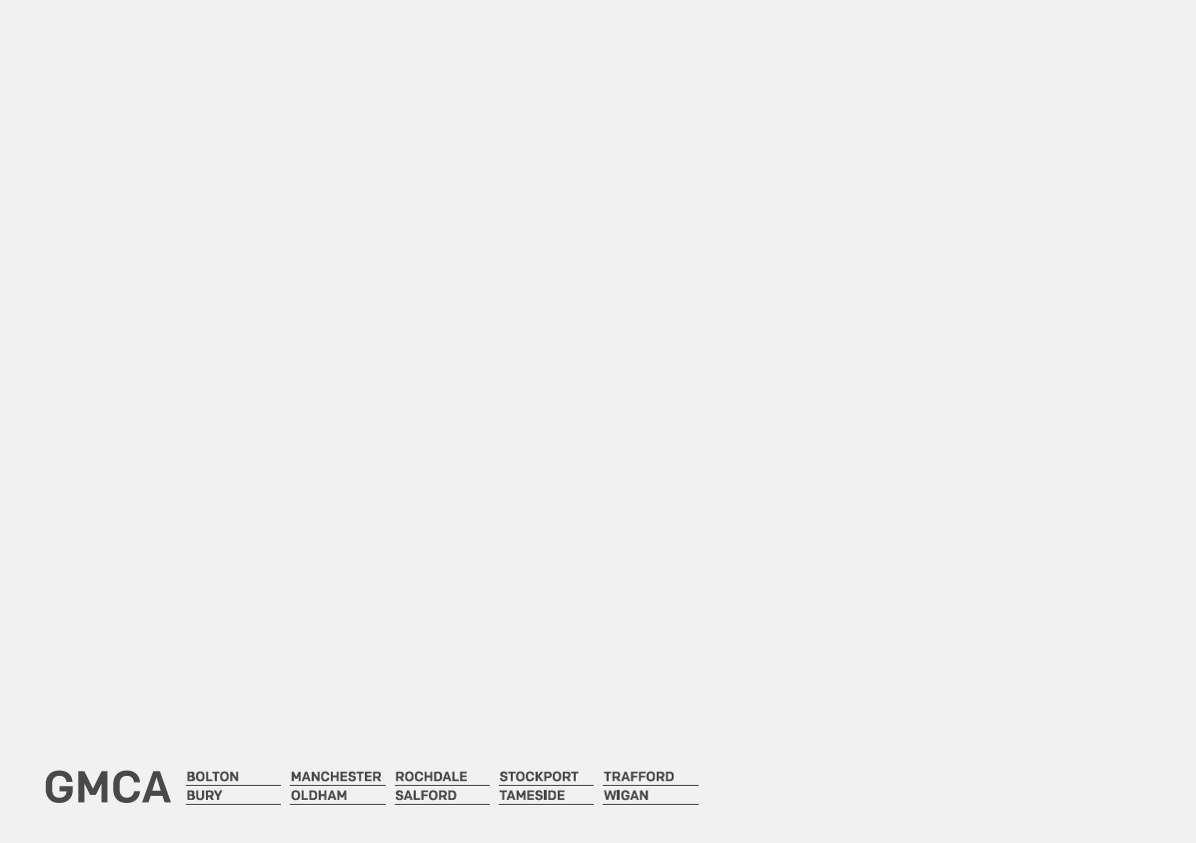 GMCA
BOLTON MANCHESTER ROCHDALE STOCKPORT TRAFFORD
BURY OLDHAM SALFORD TAMESIDE WIGAN